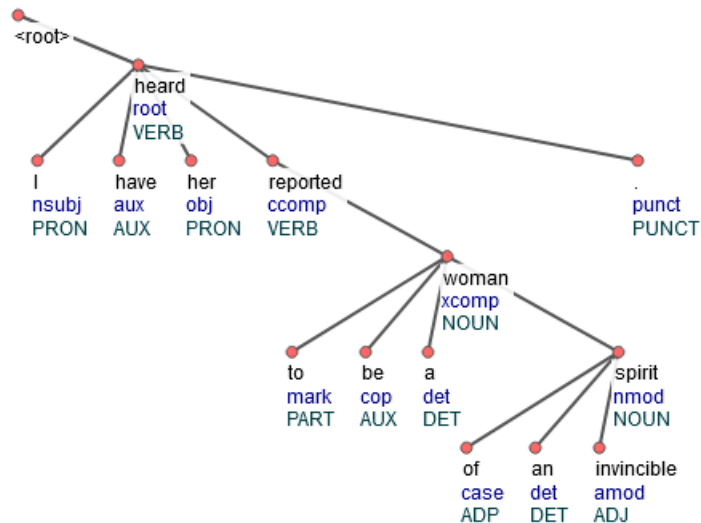 <root>
heard
root
VERB
I have her reported .
nsubj aux obj ccomp punct
PRON AUX PRON VERB PUNCT
woman
xcomp
NOUN
to be a spirit
mark cop det nmod
PART AUX DET NOUN
of an invincible
case det amod
ADP DET ADJ